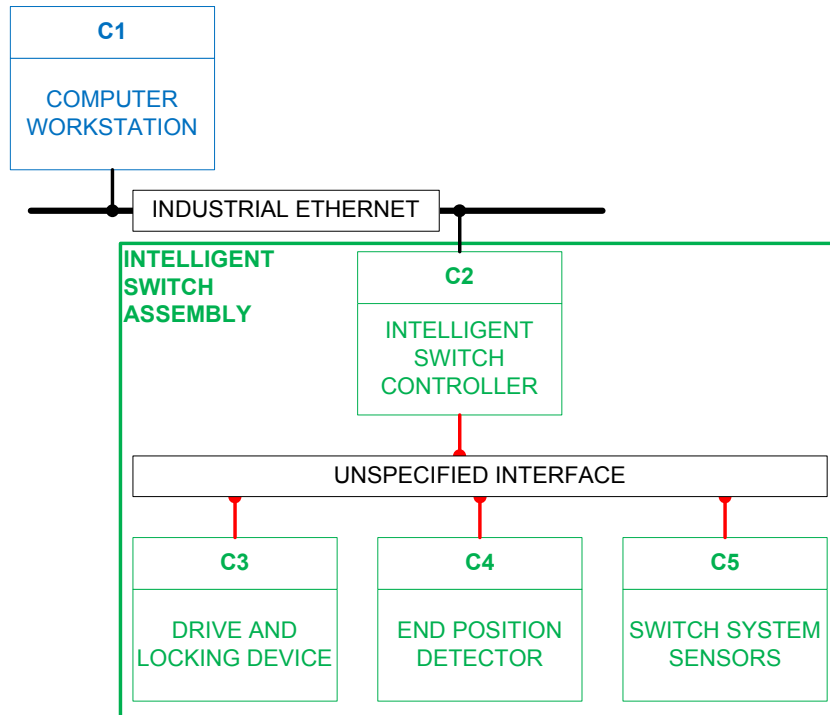 C1
COMPUTER
WORKSTATION
INDUSTRIAL ETHERNET
INTELLIGENT
SWITCH
ASSEMBLY
C2
INTELLIGENT
SWITCH
CONTROLLER
UNSPECIFIED INTERFACE
C3
DRIVE AND
LOCKING DEVICE
C4
END POSITION
DETECTOR
C5
SWITCH SYSTEM
SENSORS